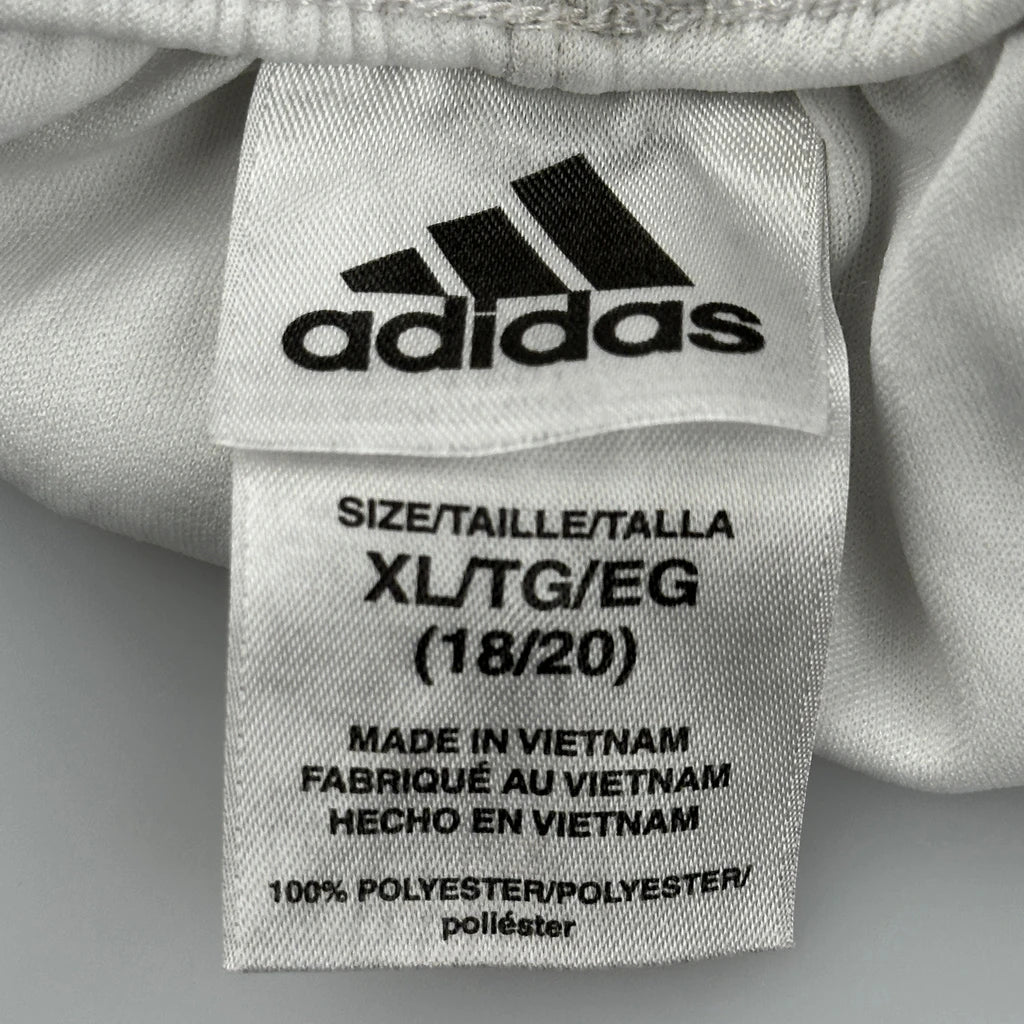 adidas
SIZE/TAILLE/TALLA
XL/TG/EG
(18/20)
MADE IN VIETNAM
FABRIQUÉ AU VIETNAM
HECHO EN VIETNAM
100% POLYESTER/POLYESTER/
poliéster